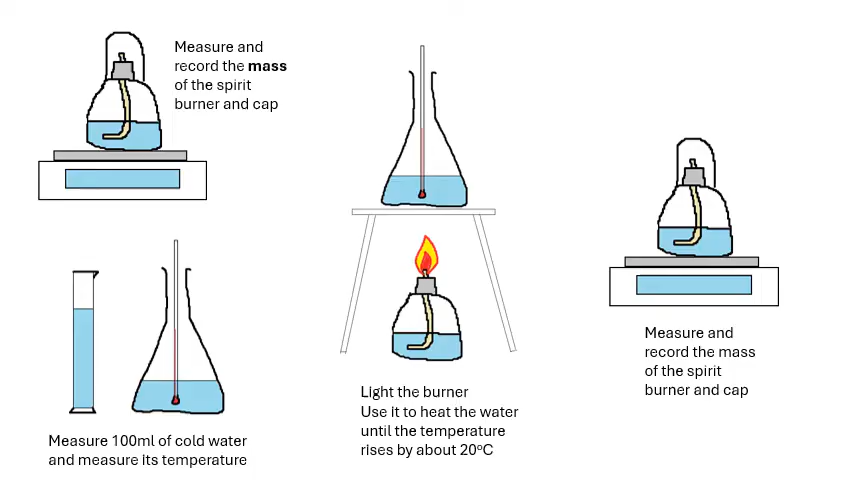 Measure and
record the mass
of the spirit
burner and cap
Measure 100ml of cold water
and measure its temperature
Light the burner
Use it to heat the water
until the temperature
rises by about 20°C
Measure and
record the mass
of the spirit
burner and cap